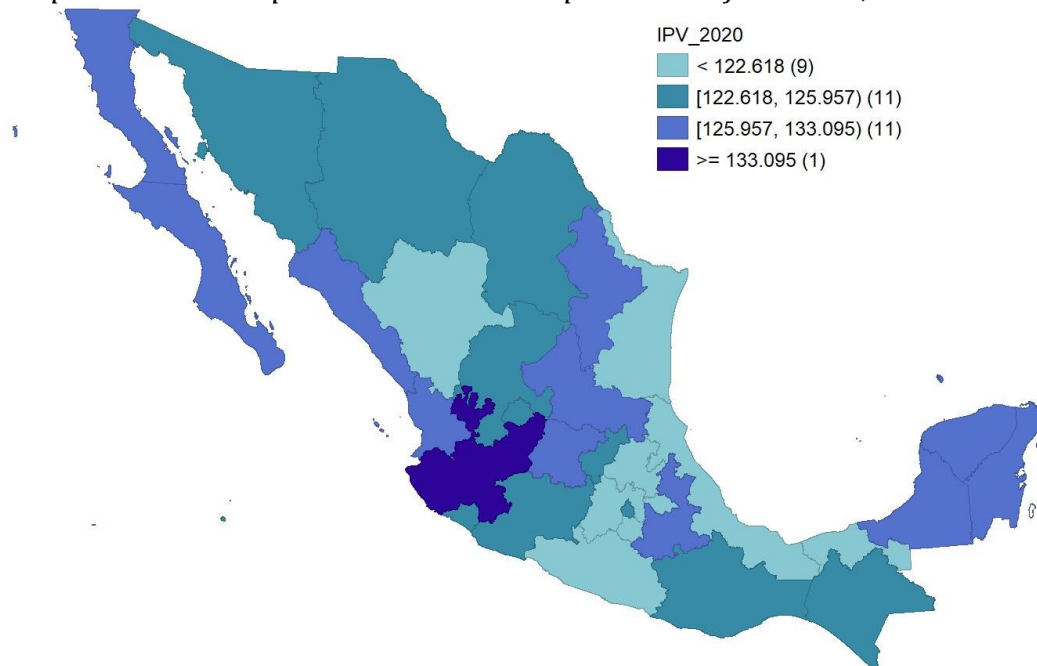 IPV_2020
< 122.618 (9)
[122.618, 125.957) (11)
[125.957, 133.095) (11)
>= 133.095 (1)